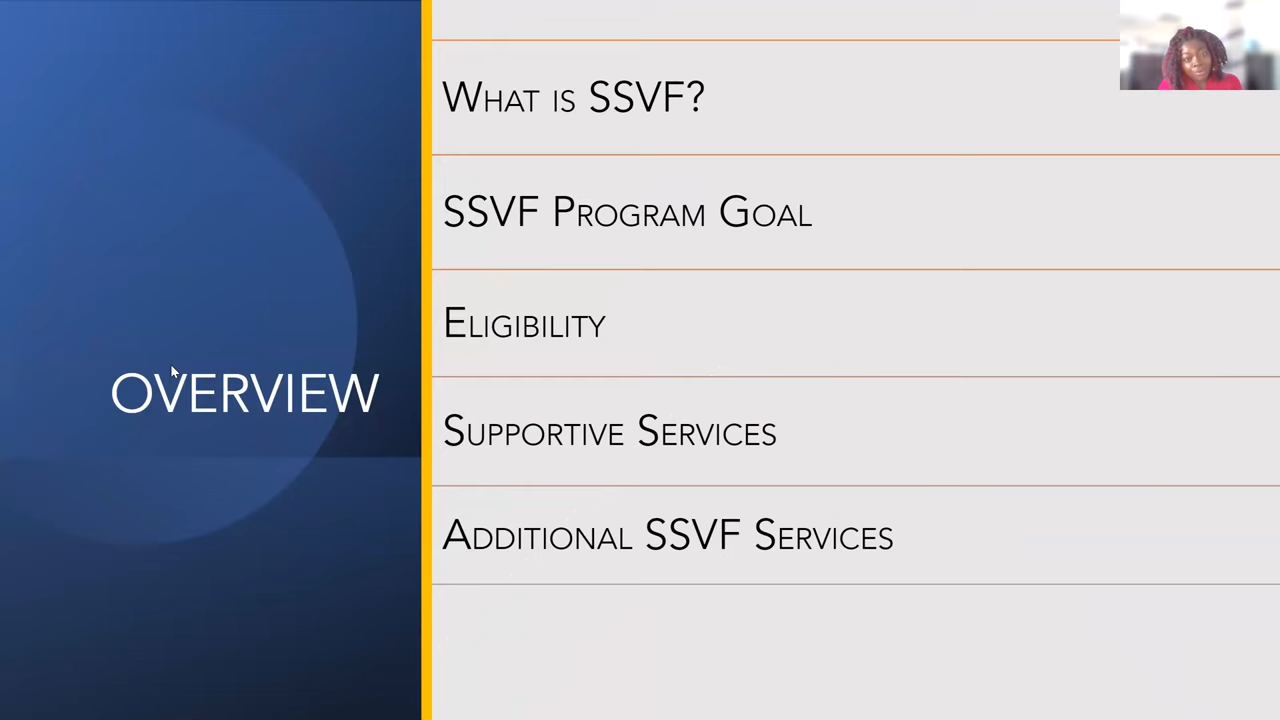 OVERVIEW
What is SSVF?
SSVF Program Goal
Eligibility
Supportive Services
Additional SSVF Services